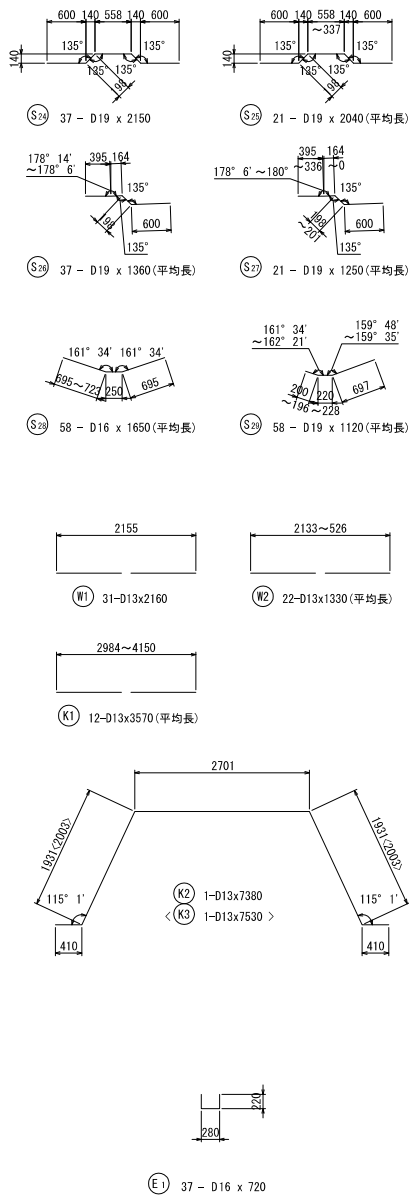 600 140 558 140 600
140 135° 135°
135° 135°
198
S24 37 - D19 x 2150
600 140 558 140 600
～337
140 135° 135°
135° 135°
198
S25 21 - D19 x 2040(平均長)
178° 14′ 395 164
～178° 6′
135°
198
600
135°
S26 37 - D19 x 1360(平均長)
395 164
178° 6′～180° ～336 ～0
135°
198
～201
600
135°
S27 21 - D19 x 1250(平均長)
161° 34′ 161° 34′
695～723 250 695
S28 58 - D16 x 1650(平均長)
161° 34′ 159° 48′
～162° 21′ ～159° 35′
200 220 697
～196 ～228
S29 58 - D19 x 1120(平均長)
2155
W1 31-D13x2160
2133～526
W2 22-D13x1330(平均長)
2984～4150
K1 12-D13x3570(平均長)
2701
1931<2003> 1931<2003>
K2 1-D13x7380
115° 1′ 115° 1′
< K3 1-D13x7530 >
410 410
220
280
E1 37 - D16 x 720